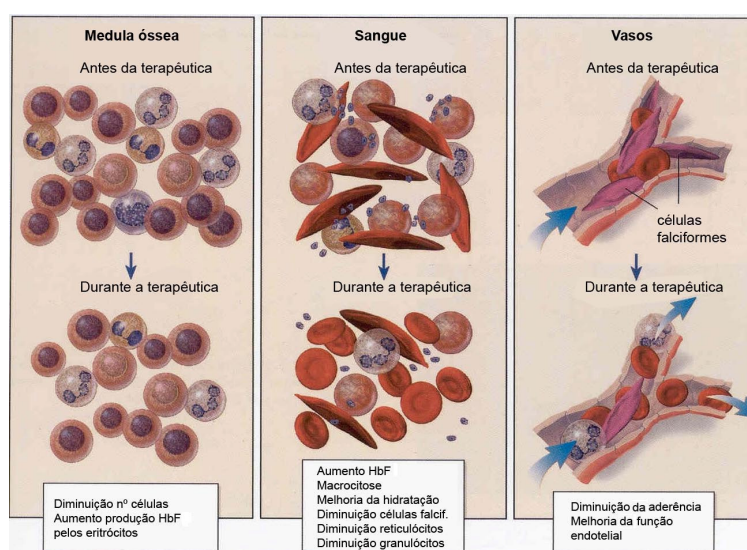 Medula óssea
Antes da terapêutica
Durante a terapêutica
Diminuição nº células
Aumento produção HbF
pelos eritrócitos
Sangue
Antes da terapêutica
Durante a terapêutica
Aumento HbF
Macrocitose
Melhoria da hidratação
Diminuição células falcif.
Diminuição reticulócitos
Diminuição granulócitos
Vasos
Antes da terapêutica
células
falciformes
Durante a terapêutica
Diminuição da aderência
Melhoria da função
endotelial